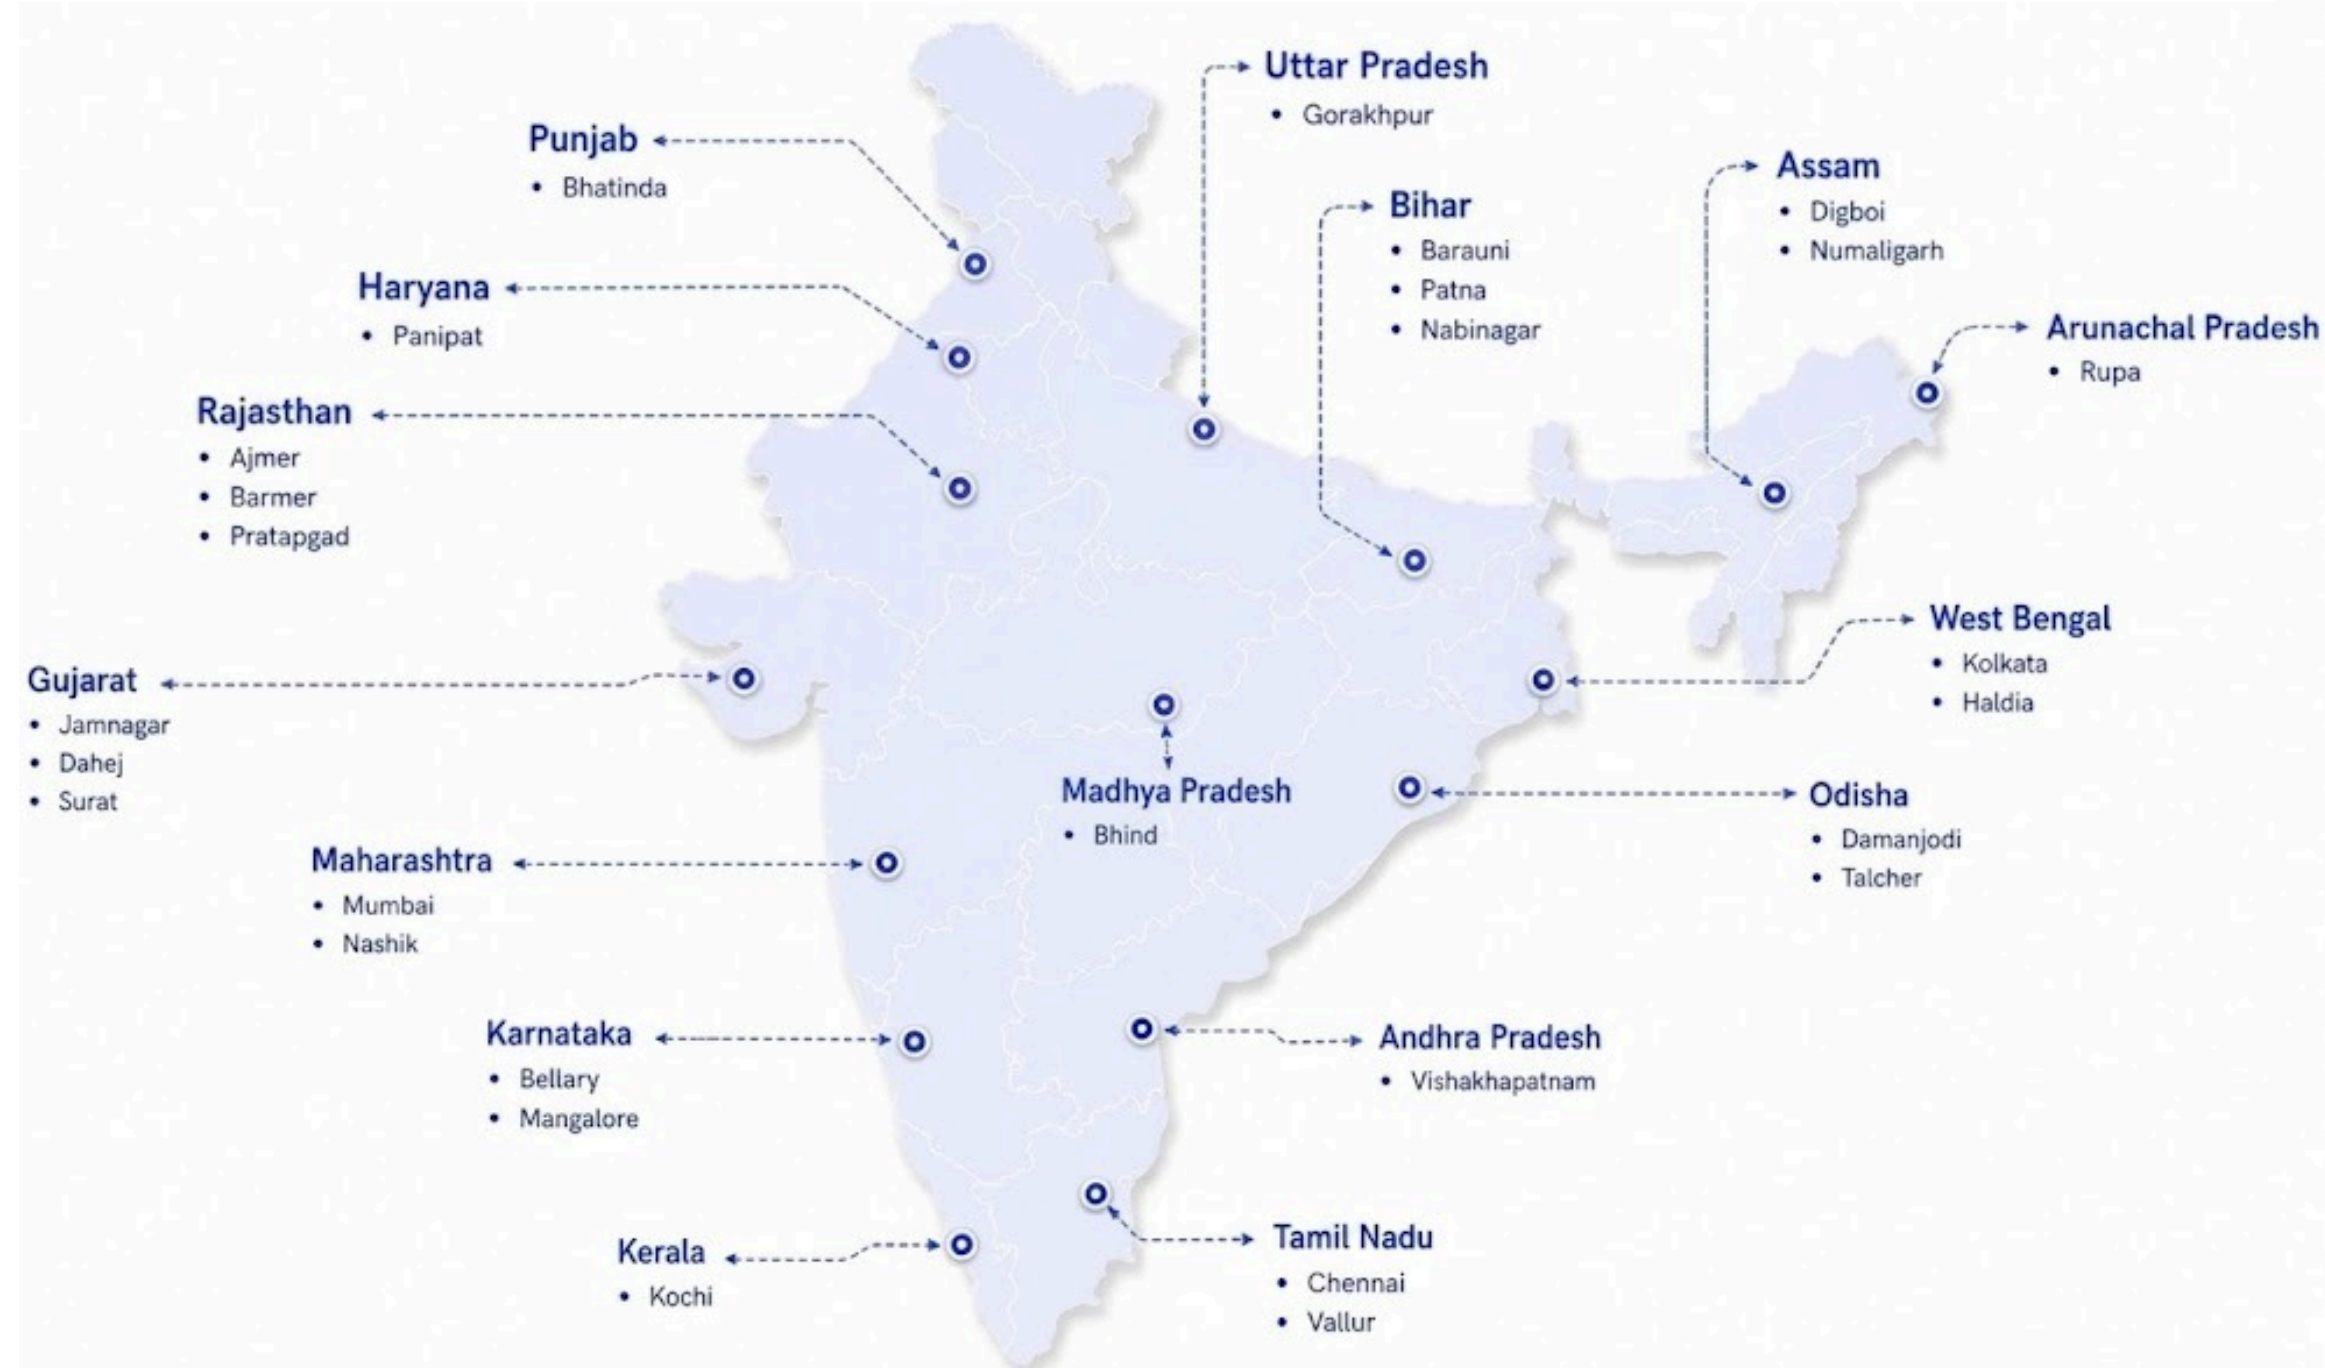 Uttar Pradesh
• Gorakhpur
Punjab
• Bhatinda
Assam
• Digboi
• Numaligarh
Bihar
• Barauni
• Patna
• Nabinagar
Haryana
• Panipat
Arunachal Pradesh
• Rupa
Rajasthan
• Ajmer
• Barmer
• Pratapgad
West Bengal
• Kolkata
• Haldia
Gujarat
• Jamnagar
• Dahej
• Surat
Madhya Pradesh
• Bhind
Odisha
• Damanjodi
• Talcher
Maharashtra
• Mumbai
• Nashik
Karnataka
• Bellary
• Mangalore
Andhra Pradesh
• Vishakhapatnam
Tamil Nadu
• Chennai
• Vallur
Kerala
• Kochi